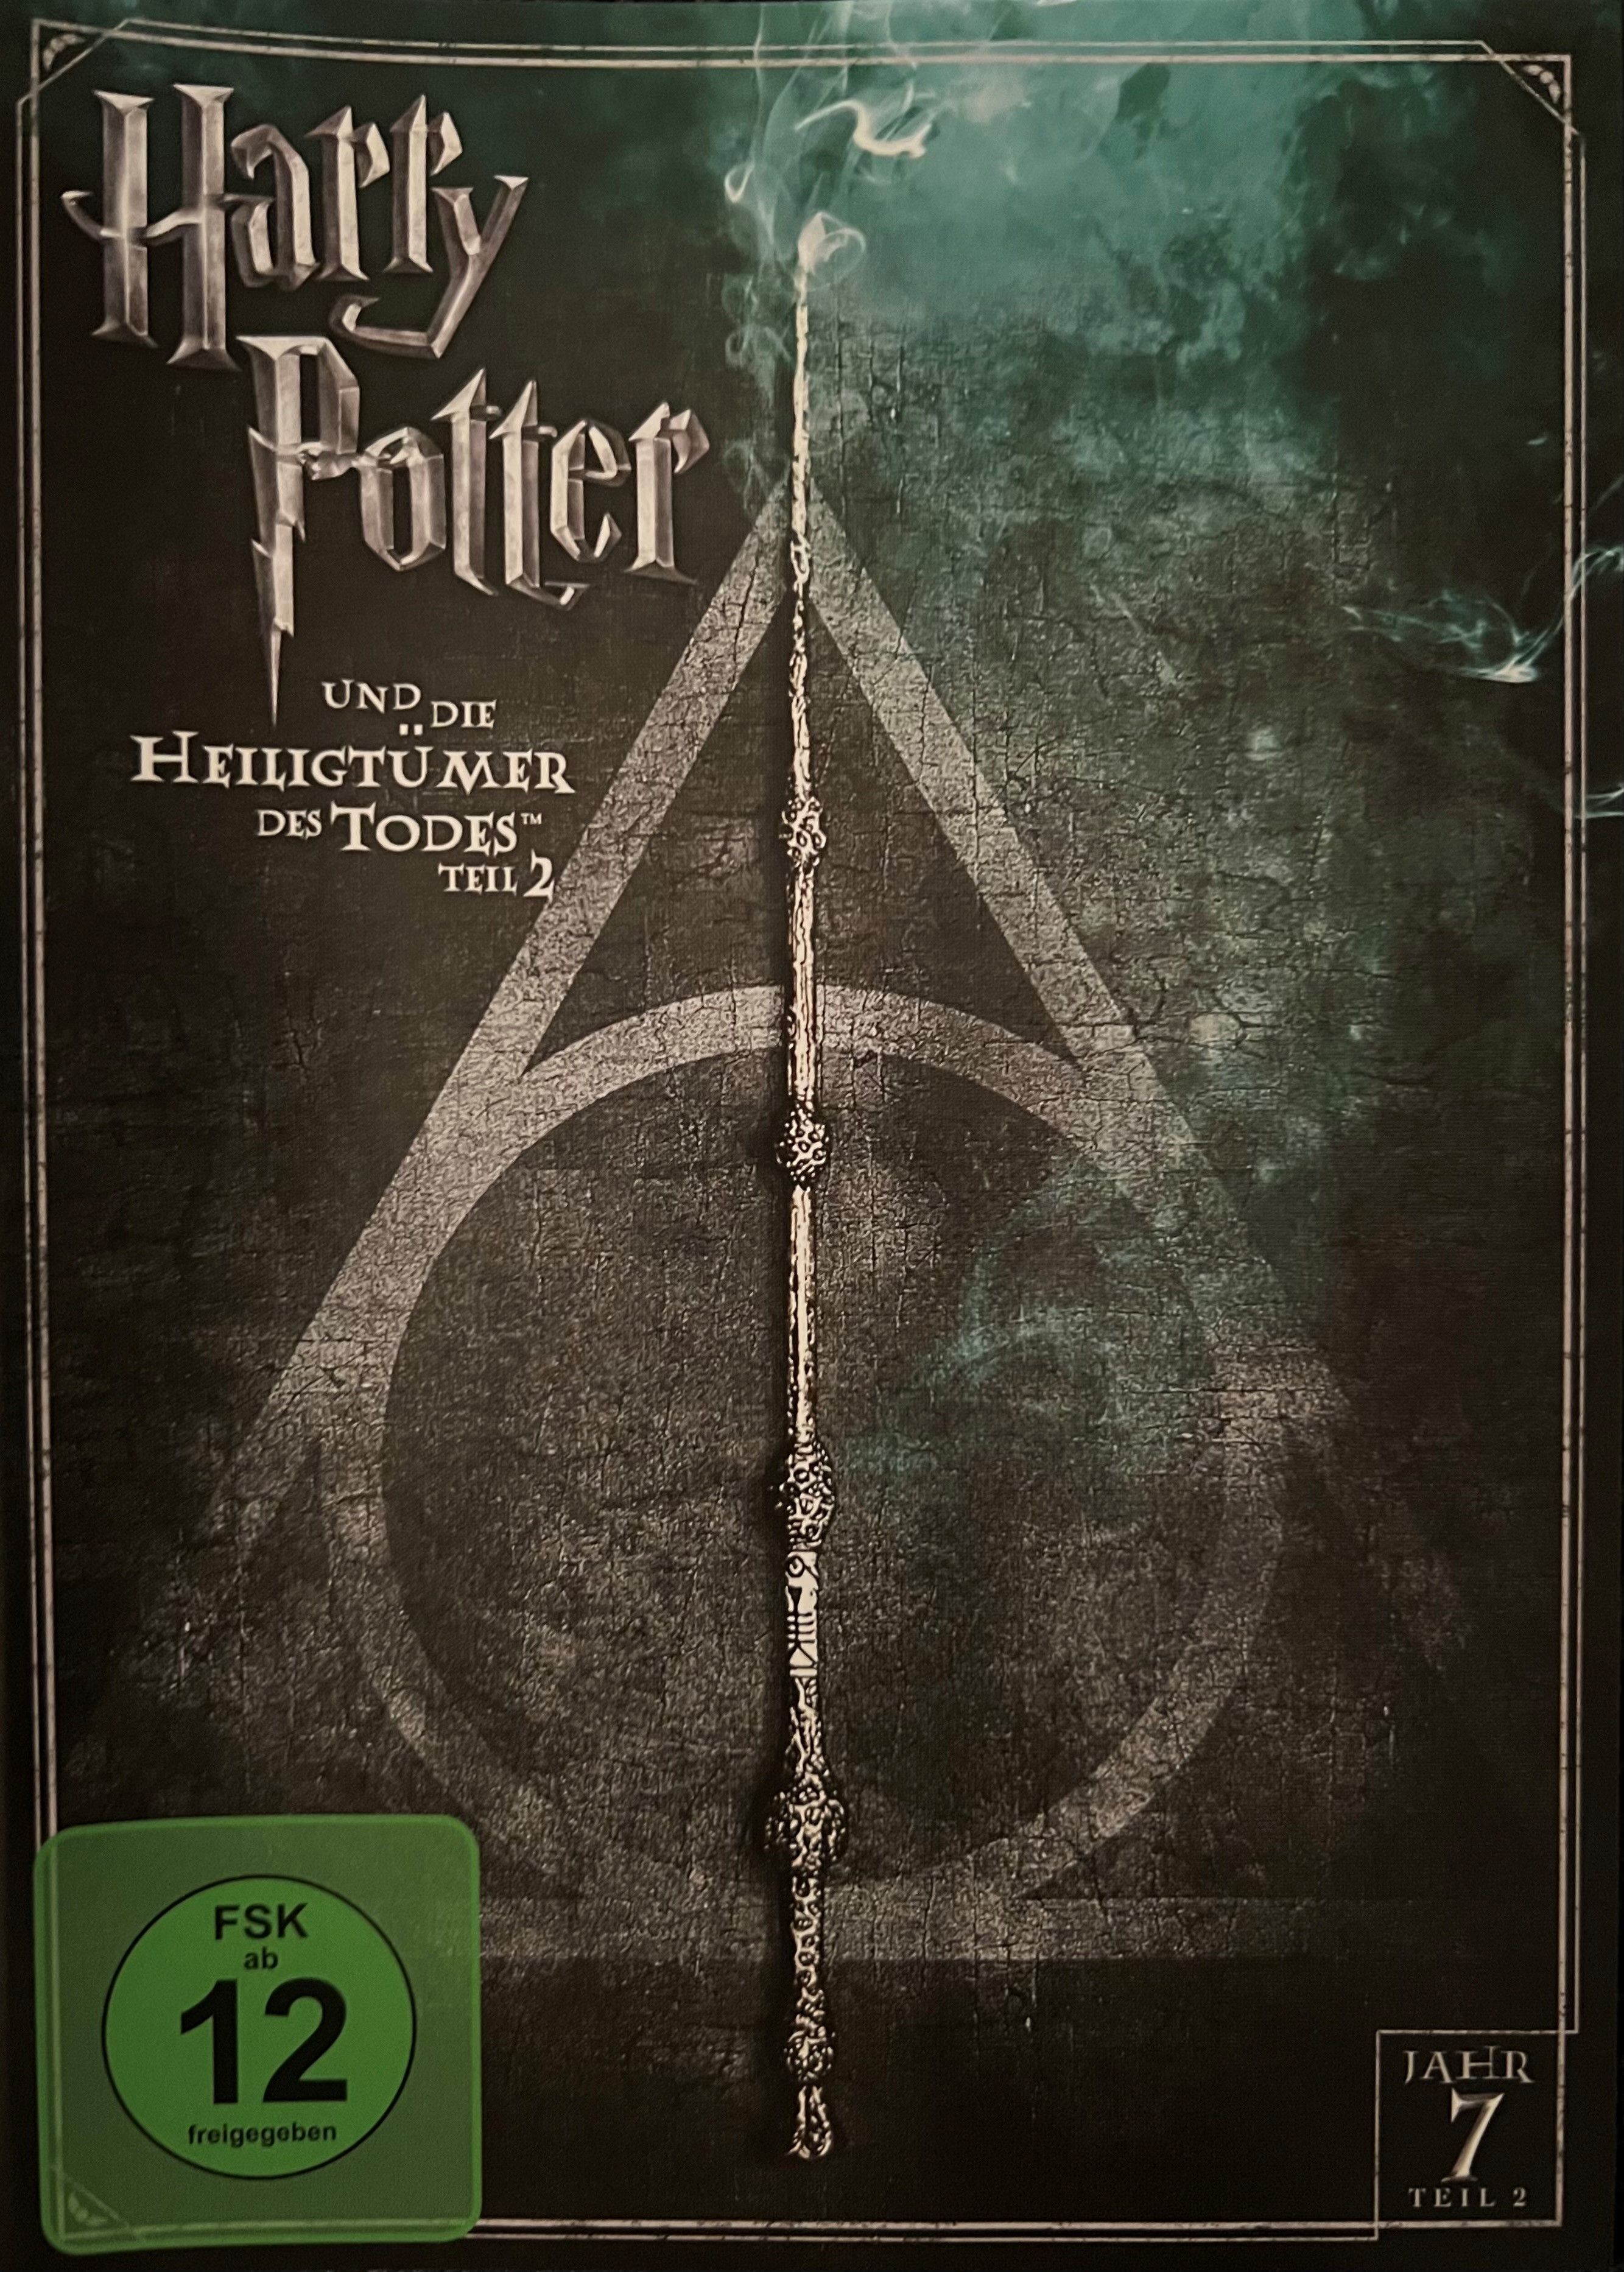 Harry
Potter
UND DIE
HEILIGTÜMER
DES TODES™
TEIL 2
FSK
ab
12
freigegeben
JAHR
7
TEIL 2